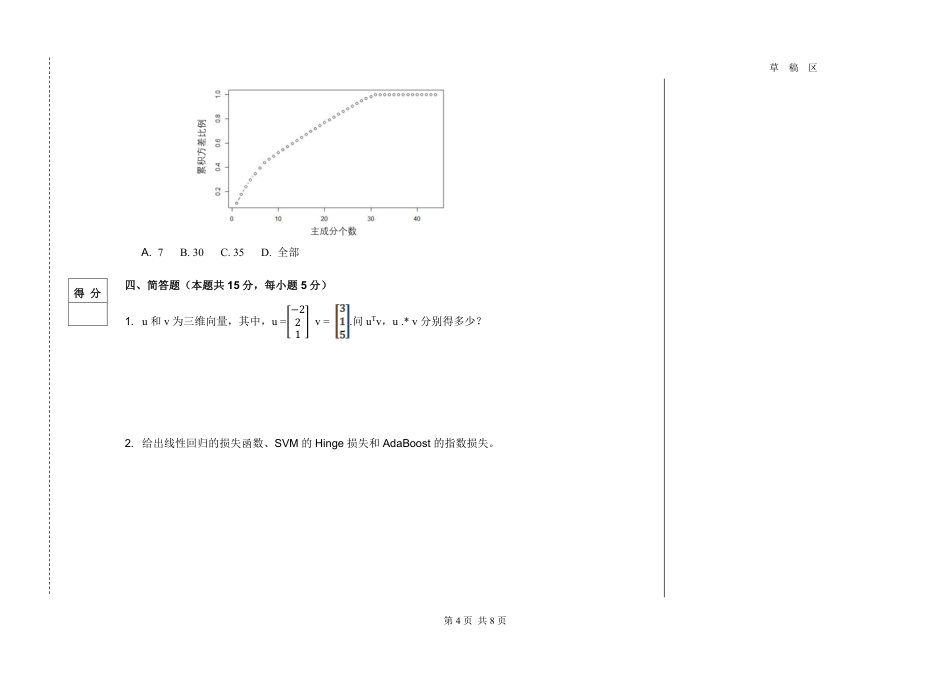 草 稿 区
1.0
0.8
0.6
0.4
0.2
累积方差比例
0 10 20 30 40
主成分个数
A. 7 B. 30 C. 35 D. 全部
得 分
四、简答题（本题共 15 分，每小题 5 分）
1. u 和 v 为三维向量，其中，u =[−2 2 1] v = [3 1 5].问 uᵀv，u .* v 分别得多少？
2. 给出线性回归的损失函数、SVM 的 Hinge 损失和 AdaBoost 的指数损失。
第 4 页 共 8 页